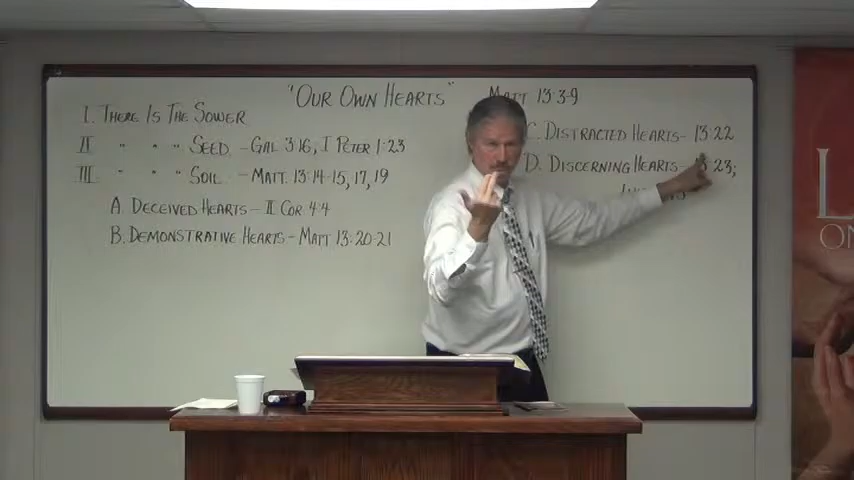 "OUR OWN HEARTS" MATT 13:3-9
I. THERE IS THE SOWER
II " " " SEED - GAL 3:16, I PETER 1:23
III " " " SOIL - MATT. 13:14-15, 17, 19
A. DECEIVED HEARTS - II COR 4:4
B. DEMONSTRATIVE HEARTS - MATT 13:20-21
C. DISTRACTED HEARTS - 13:22
D. DISCERNING HEARTS - 13:23;
L
ON